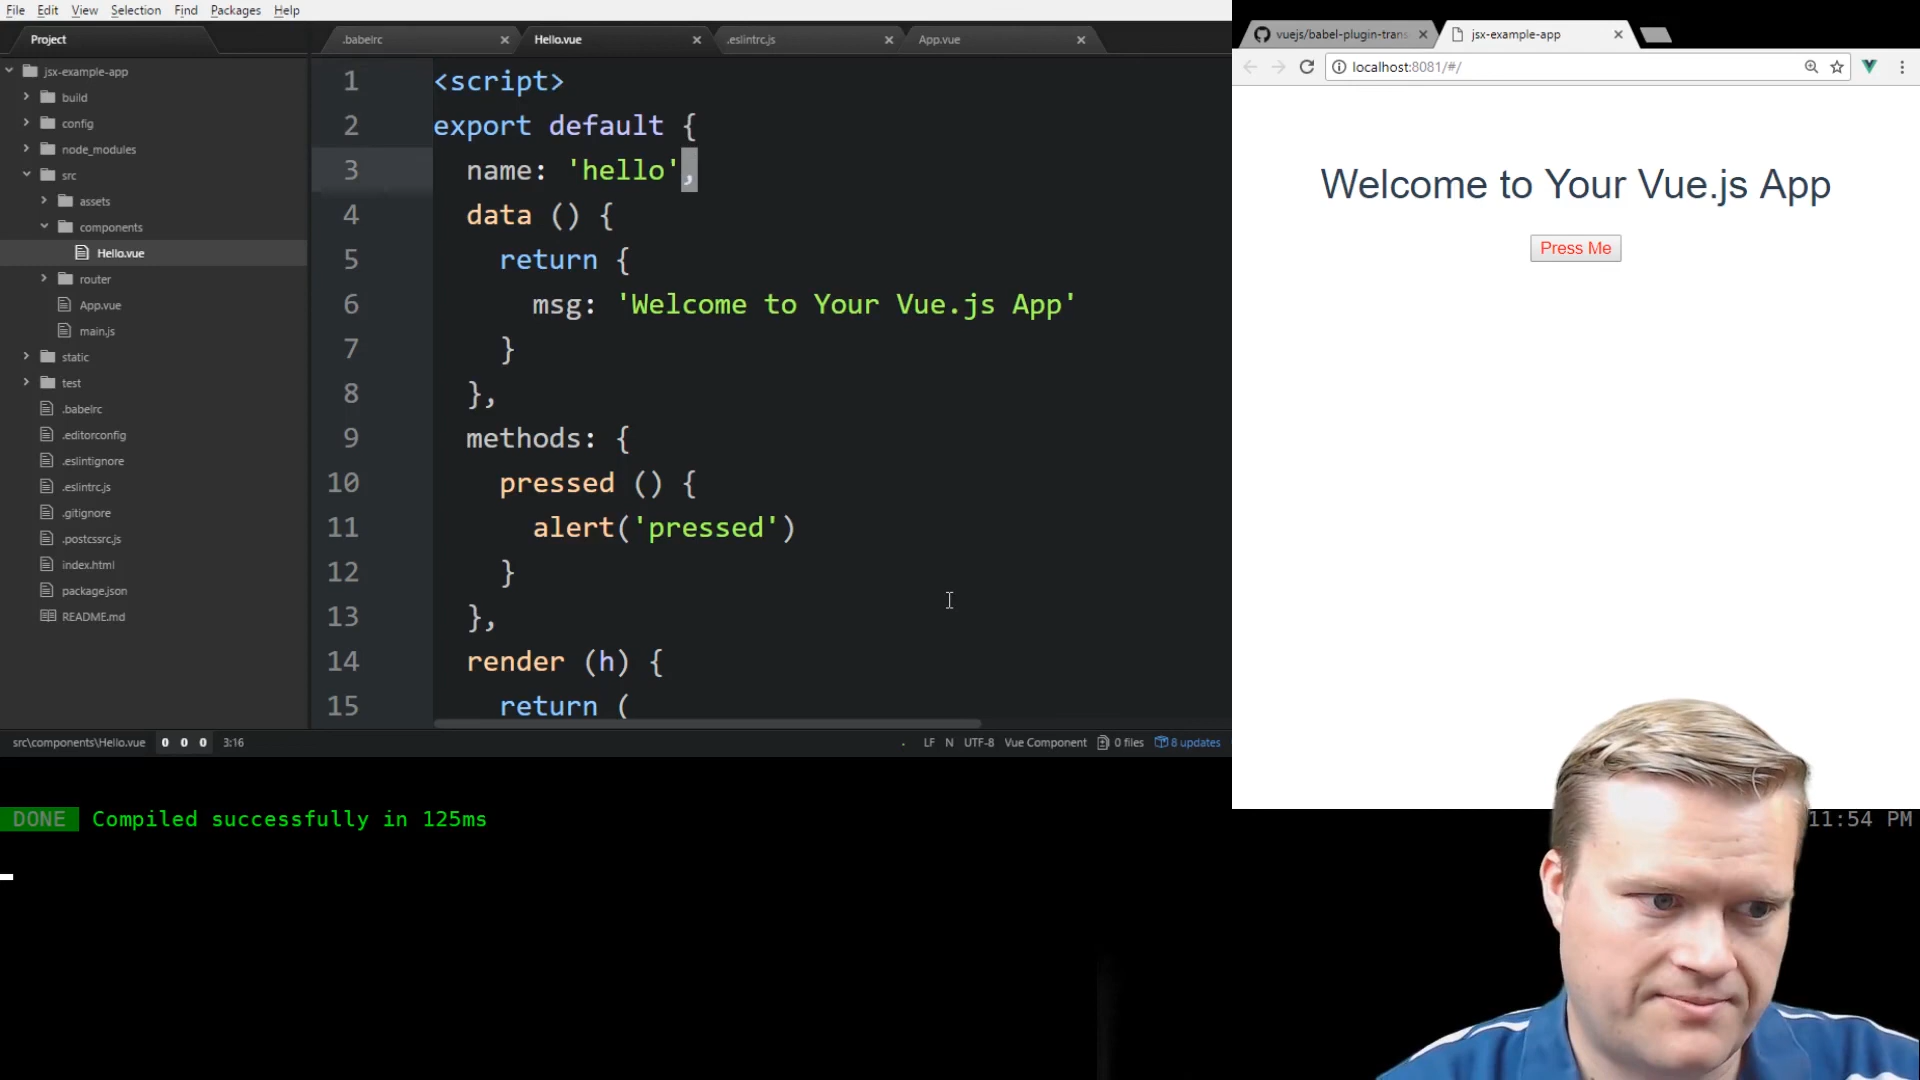 File Edit View Selection Find Packages Help
Project
.babelrc
Hello.vue
.eslintrc.js
App.vue
jsx-example-app
build
config
node_modules
src
assets
components
Hello.vue
router
App.vue
main.js
static
test
.babelrc
.editorconfig
.eslintignore
.eslintrc.js
.gitignore
.postcssrc.js
index.html
package.json
README.md
1 <script>
2 export default {
3 name: 'hello',
4 data () {
5 return {
6 msg: 'Welcome to Your Vue.js App'
7 }
8 },
9 methods: {
10 pressed () {
11 alert('pressed')
12 }
13 },
14 render (h) {
15 return (
src\components\Hello.vue 0 0 0 3:16
LF N UTF-8 Vue Component 0 files 8 updates
DONE Compiled successfully in 125ms
11:54 PM
vuejs/babel-plugin-trans
jsx-example-app
localhost:8081/#/
Welcome to Your Vue.js App
Press Me